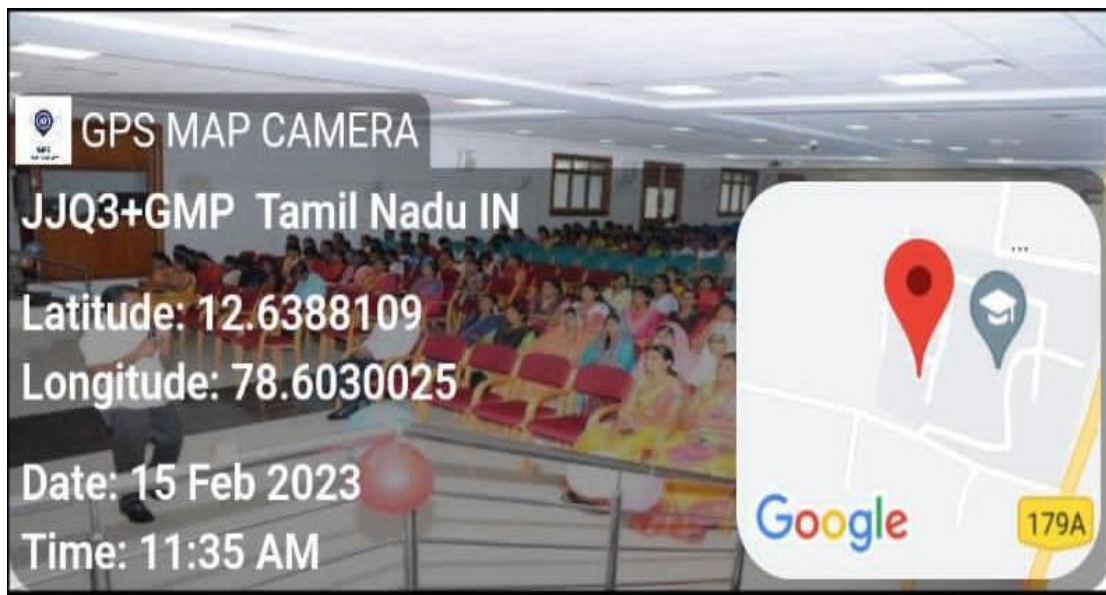 GPS MAP CAMERA
JJQ3+GMP Tamil Nadu IN
Latitude: 12.6388109
Longitude: 78.6030025
Date: 15 Feb 2023
Time: 11:35 AM
Google
179A